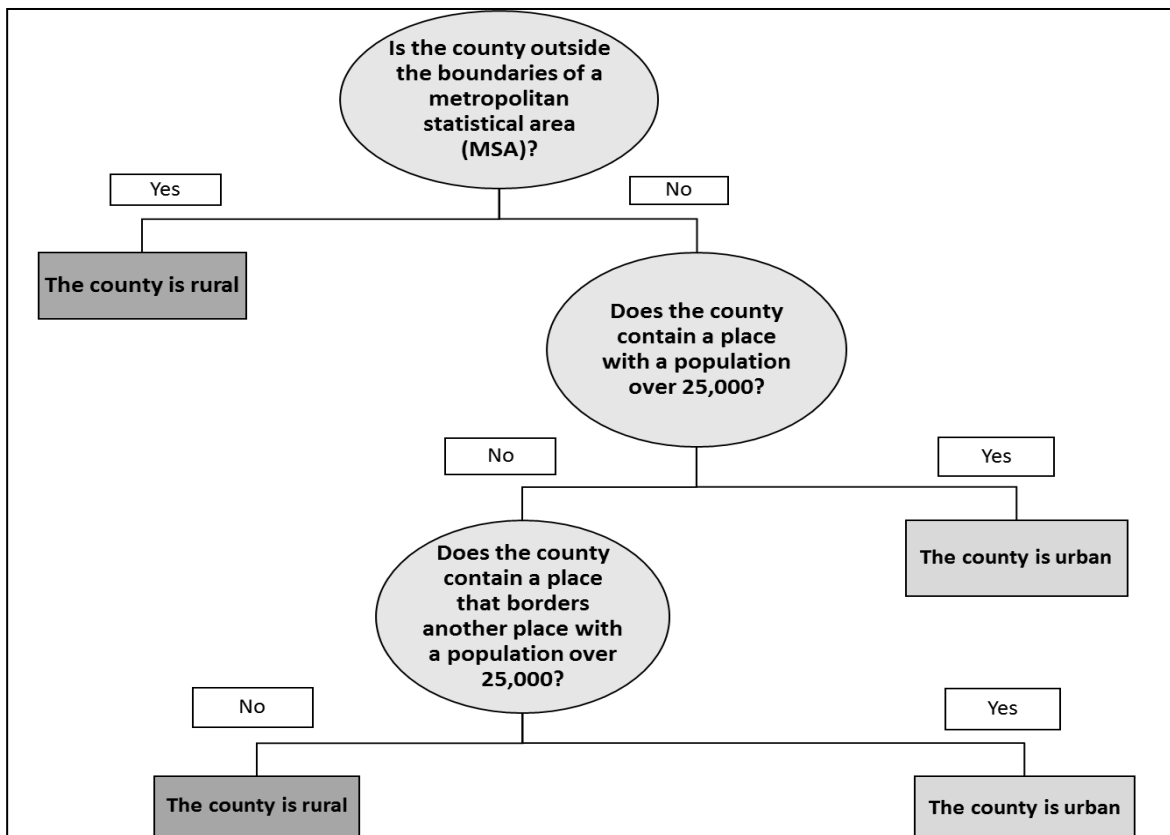 Is the county outside
the boundaries of a
metropolitan
statistical area
(MSA)?
Yes
No
The county is rural
Does the county
contain a place
with a population
over 25,000?
No
Yes
Does the county
contain a place
that borders
another place with
a population over
25,000?
The county is urban
No
Yes
The county is rural
The county is urban